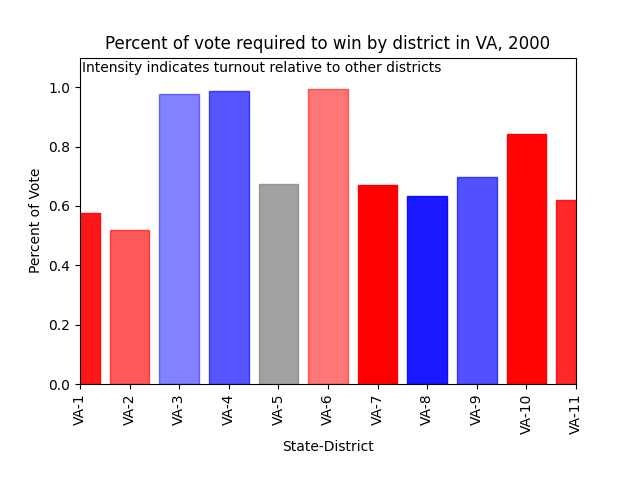 Percent of vote required to win by district in VA, 2000
Intensity indicates turnout relative to other districts
1.0
0.8
0.6
0.4
0.2
0.0
Percent of Vote
VA-1
VA-2
VA-3
VA-4
VA-5
VA-6
VA-7
VA-8
VA-9
VA-10
VA-11
State-District